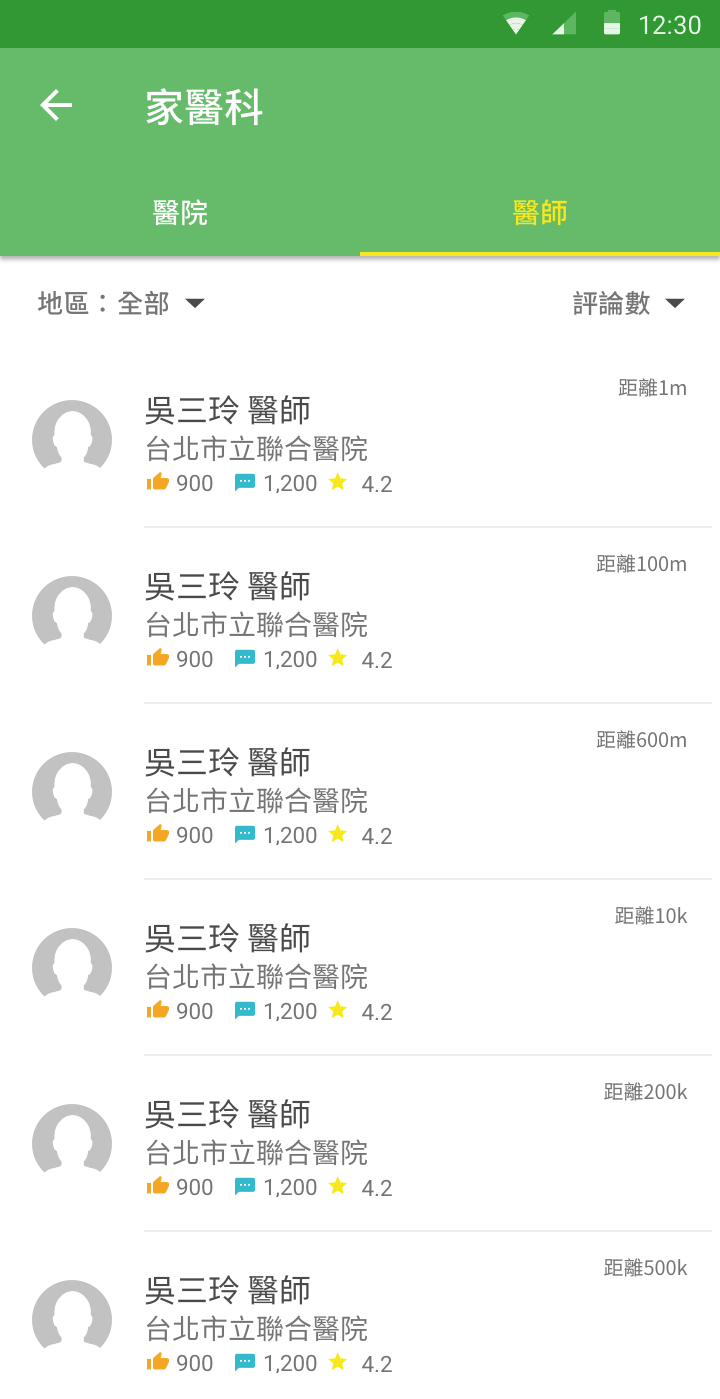 12:30
家醫科
醫院 醫師
地區：全部 評論數
距離1m
吳三玲 醫師
台北市立聯合醫院
900 1,200 4.2
距離100m
吳三玲 醫師
台北市立聯合醫院
900 1,200 4.2
距離600m
吳三玲 醫師
台北市立聯合醫院
900 1,200 4.2
距離10k
吳三玲 醫師
台北市立聯合醫院
900 1,200 4.2
距離200k
吳三玲 醫師
台北市立聯合醫院
900 1,200 4.2
距離500k
吳三玲 醫師
台北市立聯合醫院
900 1,200 4.2